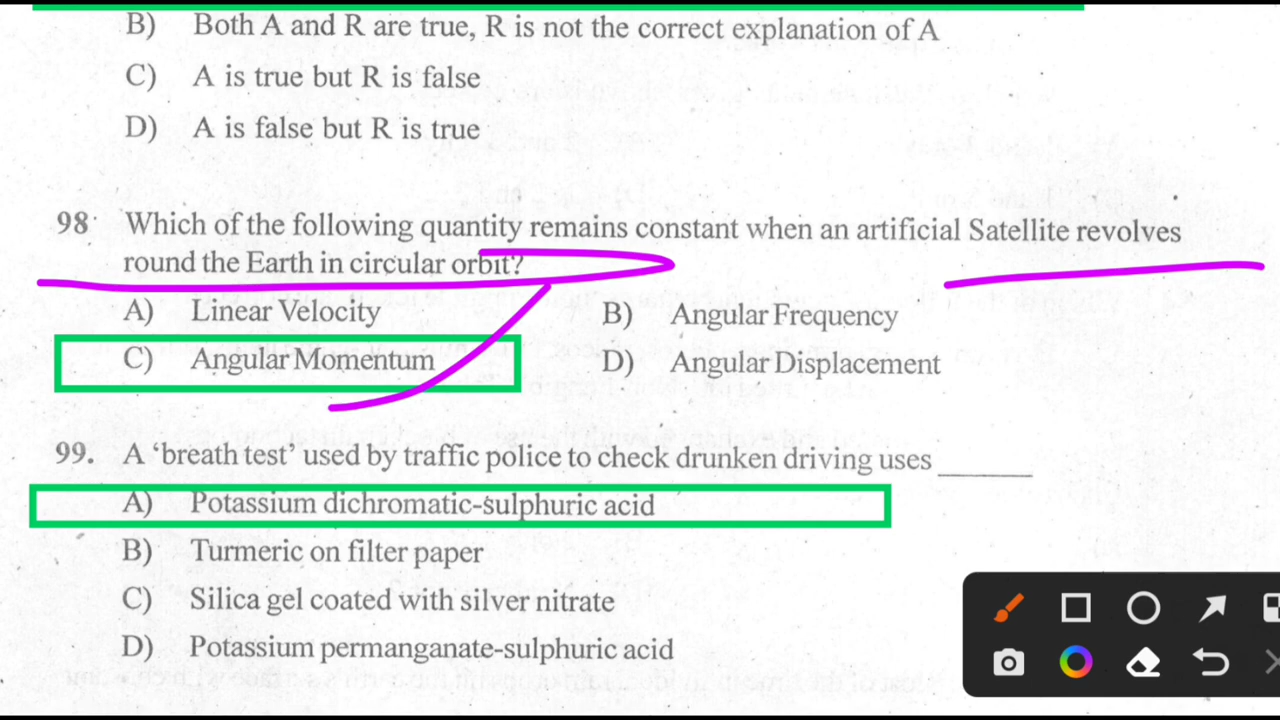 B) Both A and R are true, R is not the correct explanation of A
C) A is true but R is false
D) A is false but R is true
98 Which of the following quantity remains constant when an artificial Satellite revolves
round the Earth in circular orbit?
A) Linear Velocity B) Angular Frequency
C) Angular Momentum D) Angular Displacement
99. A ‘breath test’ used by traffic police to check drunken driving uses ______
A) Potassium dichromatic-sulphuric acid
B) Turmeric on filter paper
C) Silica gel coated with silver nitrate
D) Potassium permanganate-sulphuric acid